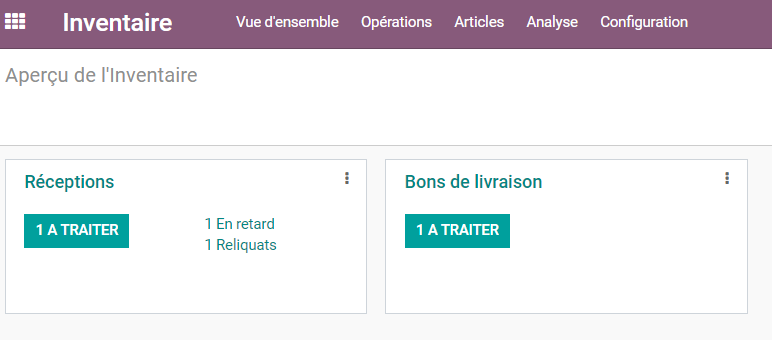 Inventaire Vue d'ensemble Opérations Articles Analyse Configuration
Aperçu de l'Inventaire
Réceptions
1 A TRAITER
1 En retard
1 Reliquats
Bons de livraison
1 A TRAITER